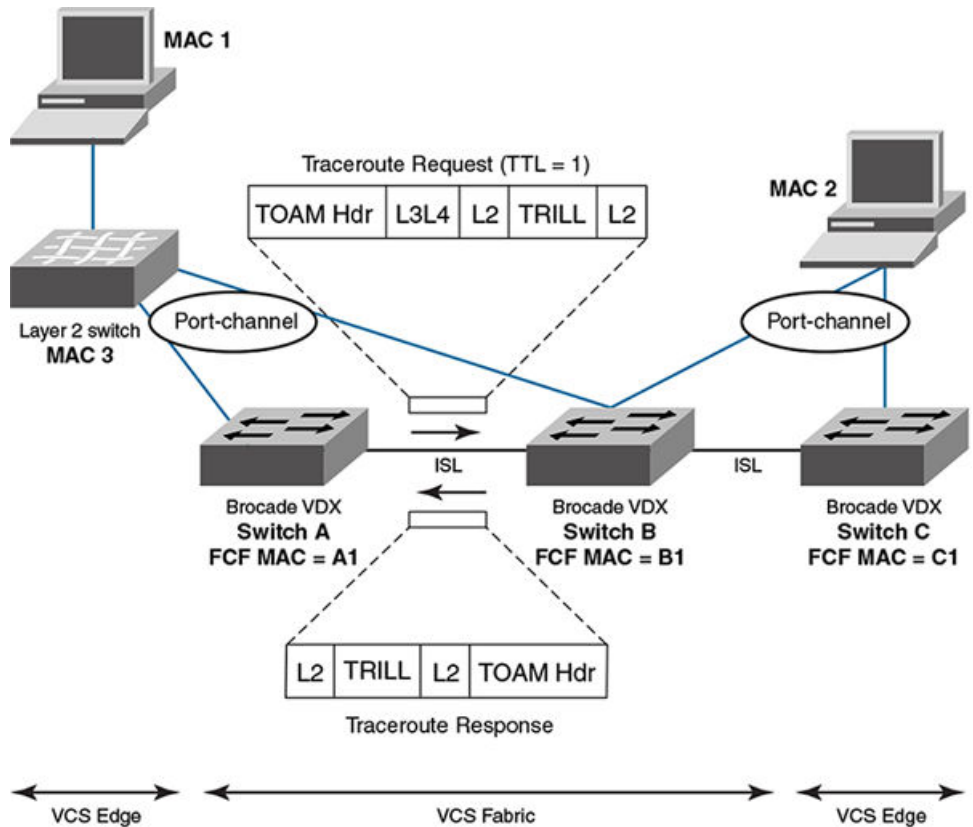 MAC 1
Traceroute Request (TTL = 1)
TOAM Hdr L3L4 L2 TRILL L2
MAC 2
Port-channel
Port-channel
Layer 2 switch
MAC 3
ISL
ISL
Brocade VDX
Switch A
FCF MAC = A1
Brocade VDX
Switch B
FCF MAC = B1
Brocade VDX
Switch C
FCF MAC = C1
L2 TRILL L2 TOAM Hdr
Traceroute Response
VCS Edge
VCS Fabric
VCS Edge